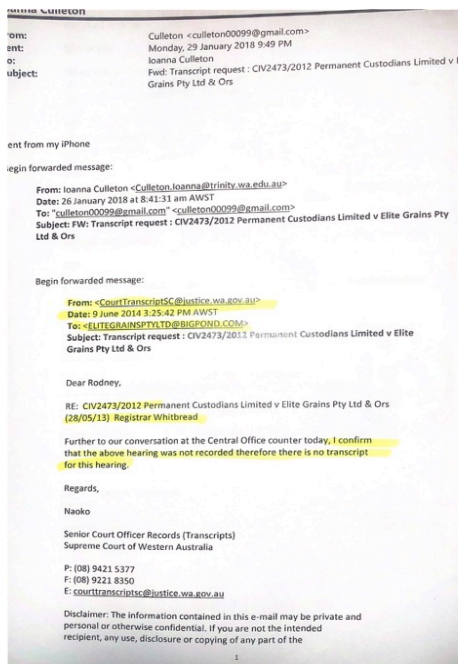 Culleton
om: Culleton <culleton00099@gmail.com>
ent: Monday, 29 January 2018 9:49 PM
o: Ioanna Culleton
ubject: Fwd: Transcript request : CIV2473/2012 Permanent Custodians Limited v
Grains Pty Ltd & Ors
ent from my iPhone
egin forwarded message:
From: Ioanna Culleton <Culleton.Ioanna@trinity.wa.edu.au>
Date: 26 January 2018 at 8:41:31 am AWST
To: "culleton00099@gmail.com" <culleton00099@gmail.com>
Subject: FW: Transcript request : CIV2473/2012 Permanent Custodians Limited v Elite Grains Pty
Ltd & Ors
Begin forwarded message:
From: <CourtTranscriptSC@justice.wa.gov.au>
Date: 9 June 2014 3:25:42 PM AWST
To: <ELITEGRAINSPTYLTD@BIGPOND.COM>
Subject: Transcript request : CIV2473/2012 Permanent Custodians Limited v Elite
Grains Pty Ltd & Ors
Dear Rodney,
RE: CIV2473/2012 Permanent Custodians Limited v Elite Grains Pty Ltd & Ors
(28/05/13) Registrar Whitbread
Further to our conversation at the Central Office counter today, I confirm
that the above hearing was not recorded therefore there is no transcript
for this hearing.
Regards,
Naoko
Senior Court Officer Records (Transcripts)
Supreme Court of Western Australia
P: (08) 9421 5377
F: (08) 9221 8350
E: courttranscriptsc@justice.wa.gov.au
Disclaimer: The information contained in this e-mail may be private and
personal or otherwise confidential. If you are not the intended
recipient, any use, disclosure or copying of any part of the
1